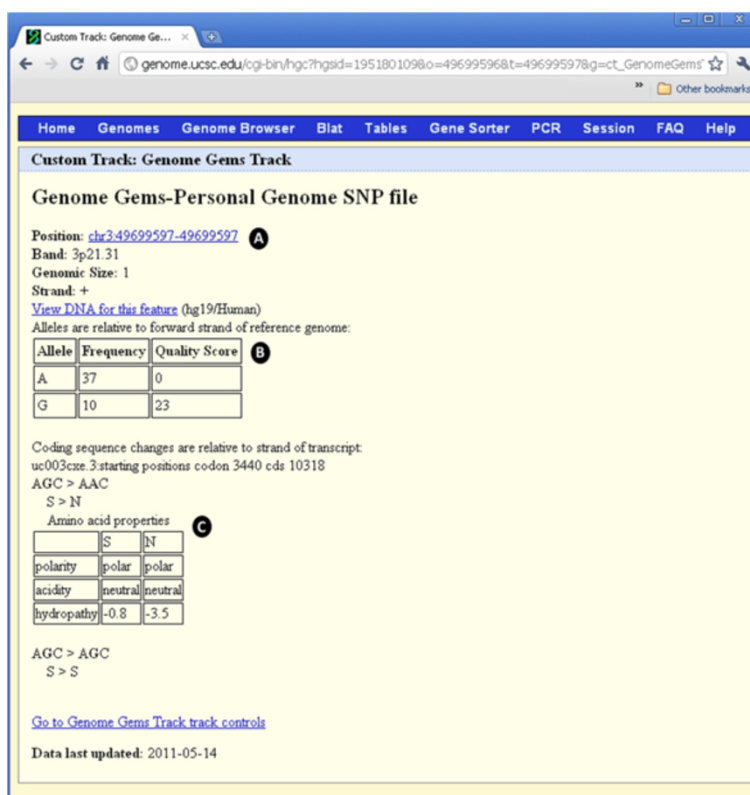 Custom Track: Genome Ge...
genome.ucsc.edu/cgi-bin/hgc?hgsid=195180109&o=49699596&t=49699597&g=ct_GenomeGems
» Other bookmarks
Home Genomes Genome Browser Blat Tables Gene Sorter PCR Session FAQ Help
Custom Track: Genome Gems Track
Genome Gems-Personal Genome SNP file
Position: chr3:49699597-49699597 A
Band: 3p21.31
Genomic Size: 1
Strand: +
View DNA for this feature (hg19/Human)
Alleles are relative to forward strand of reference genome:
Allele Frequency Quality Score B
A 37 0
G 10 23
Coding sequence changes are relative to strand of transcript:
uc003cxe.3:starting positions codon 3440 cds 10318
AGC > AAC
S > N
Amino acid properties C
S N
polarity polar polar
acidity neutral neutral
hydropathy -0.8 -3.5
AGC > AGC
S > S
Go to Genome Gems Track track controls
Data last updated: 2011-05-14